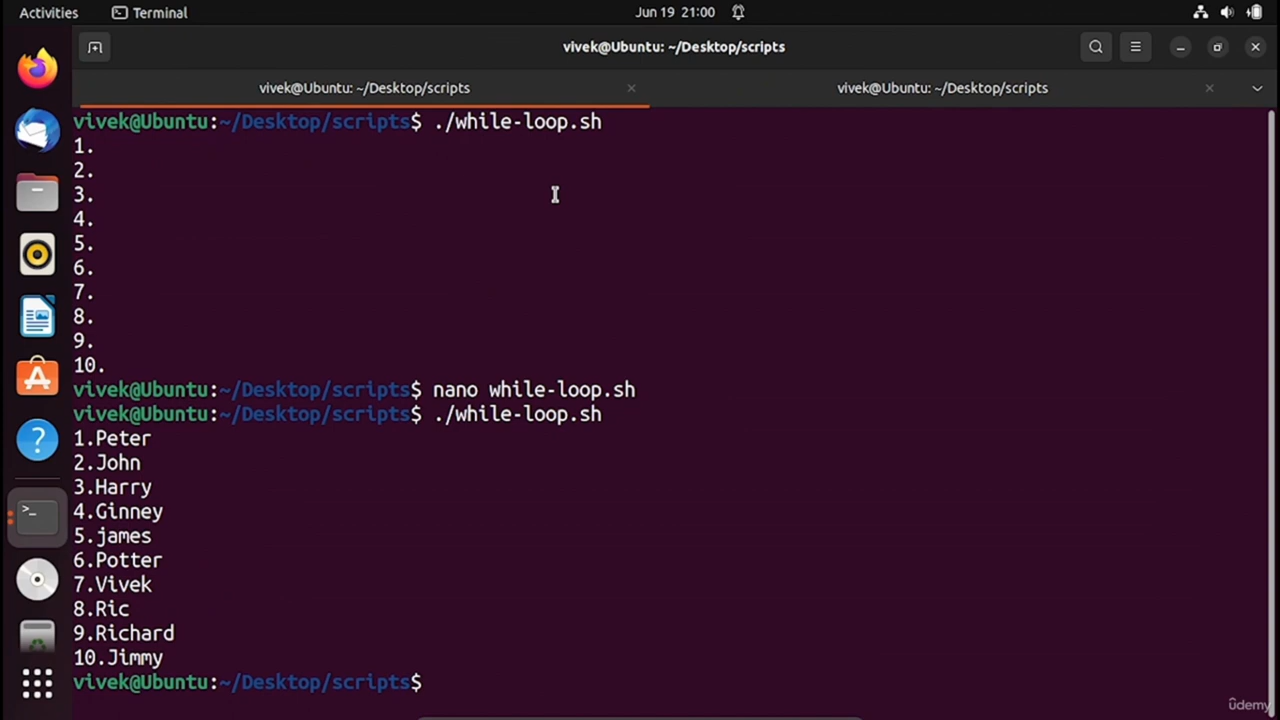 Activities Terminal Jun 19 21:00
vivek@Ubuntu: ~/Desktop/scripts
vivek@Ubuntu: ~/Desktop/scripts vivek@Ubuntu: ~/Desktop/scripts
vivek@Ubuntu:~/Desktop/scripts$ ./while-loop.sh
1.
2.
3.
4.
5.
6.
7.
8.
9.
10.
vivek@Ubuntu:~/Desktop/scripts$ nano while-loop.sh
vivek@Ubuntu:~/Desktop/scripts$ ./while-loop.sh
1.Peter
2.John
3.Harry
4.Ginney
5.james
6.Potter
7.Vivek
8.Ric
9.Richard
10.Jimmy
vivek@Ubuntu:~/Desktop/scripts$
udemy